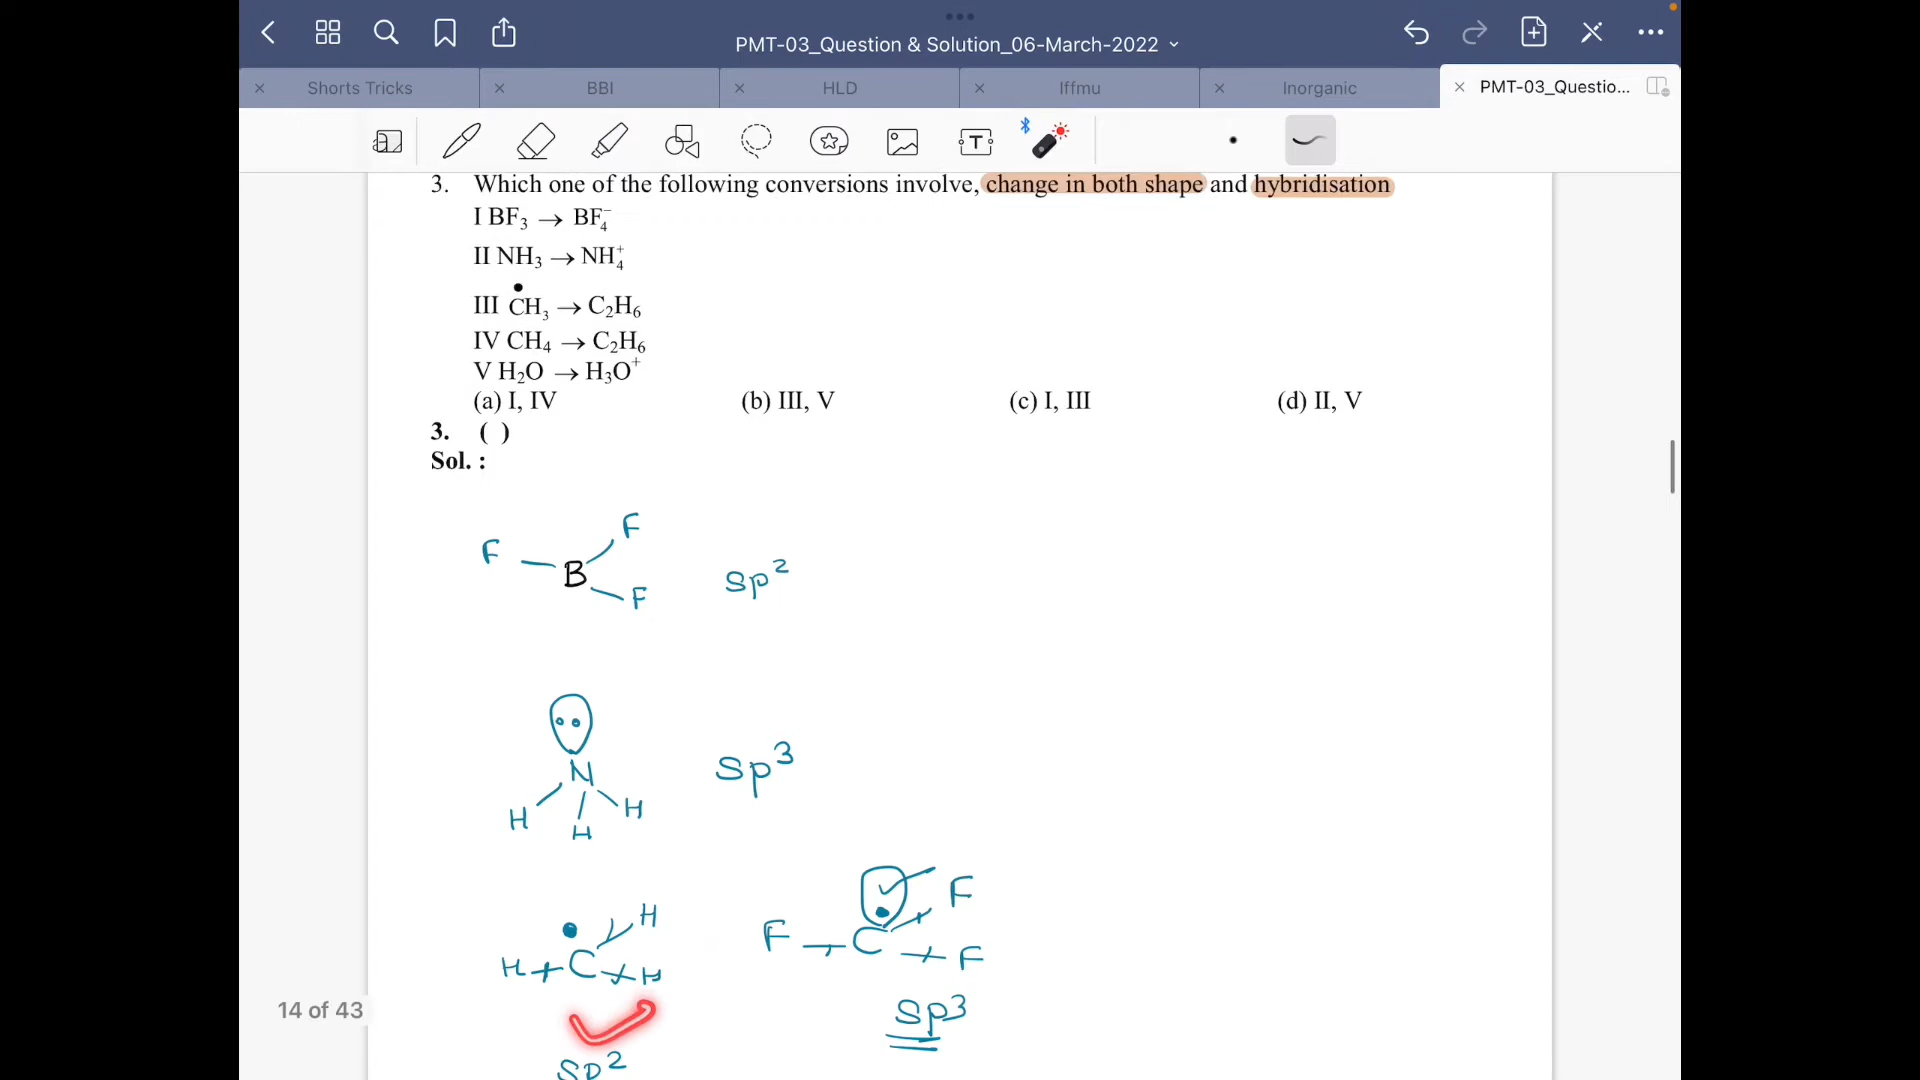 PMT-03_Question & Solution_06-March-2022
Shorts Tricks
BBI
HLD
Iffmu
Inorganic
PMT-03_Questio...
T
3. Which one of the following conversions involve, change in both shape and hybridisation
I BF₃ → BF₄⁻
II NH₃ → NH₄⁺
III ĊH₃ → C₂H₆
IV CH₄ → C₂H₆
V H₂O → H₃O⁺
(a) I, IV (b) III, V (c) I, III (d) II, V
3. ( )
Sol. :
F
F
B
F
Sp²
N
H
H
H
Sp³
H
H C H
F
F C
F
Sp³
Sp²
14 of 43